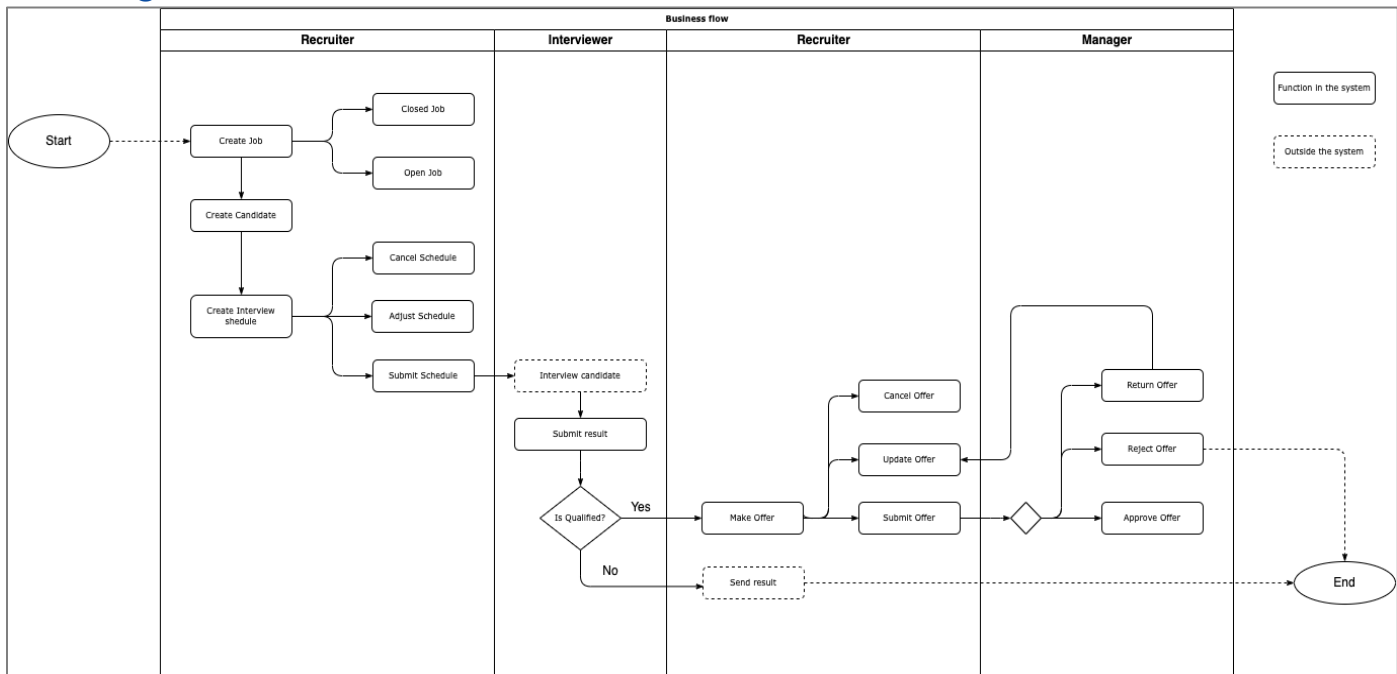 Business flow
Recruiter
Interviewer
Recruiter
Manager
Start
Create Job
Closed Job
Open Job
Create Candidate
Create Interview
shedule
Cancel Schedule
Adjust Schedule
Submit Schedule
Interview candidate
Submit result
Is Qualified?
Yes
No
Make Offer
Send result
Cancel Offer
Update Offer
Submit Offer
Return Offer
Reject Offer
Approve Offer
Function in the system
Outside the system
End